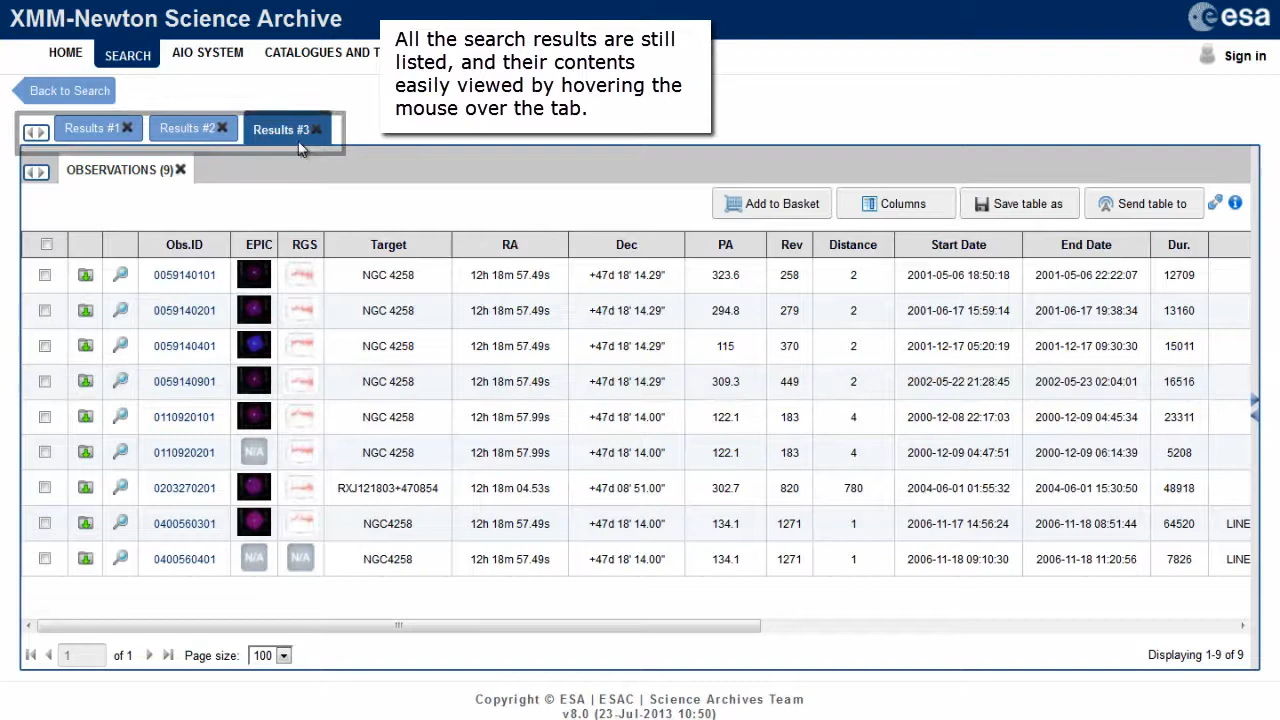 XMM-Newton Science Archive
esa
HOME SEARCH AIO SYSTEM CATALOGUES AND T
Sign in
All the search results are still
listed, and their contents
easily viewed by hovering the
mouse over the tab.
Back to Search
Results #1 Results #2 Results #3
OBSERVATIONS (9)
Add to Basket Columns Save table as Send table to
Obs.ID EPIC RGS Target RA Dec PA Rev Distance Start Date End Date Dur.
0059140101 NGC 4258 12h 18m 57.49s +47d 18' 14.29" 323.6 258 2 2001-05-06 18:50:18 2001-05-06 22:22:07 12709
0059140201 NGC 4258 12h 18m 57.49s +47d 18' 14.29" 294.8 279 2 2001-06-17 15:59:14 2001-06-17 19:38:34 13160
0059140401 NGC 4258 12h 18m 57.49s +47d 18' 14.29" 115 370 2 2001-12-17 05:20:19 2001-12-17 09:30:30 15011
0059140901 NGC 4258 12h 18m 57.49s +47d 18' 14.29" 309.3 449 2 2002-05-22 21:28:45 2002-05-23 02:04:01 16516
0110920101 NGC 4258 12h 18m 57.99s +47d 18' 14.00" 122.1 183 4 2000-12-08 22:17:03 2000-12-09 04:45:34 23311
0110920201 N/A NGC 4258 12h 18m 57.99s +47d 18' 14.00" 122.1 183 4 2000-12-09 04:47:51 2000-12-09 06:14:39 5208
0203270201 RXJ121803+470854 12h 18m 04.53s +47d 08' 51.00" 302.7 820 780 2004-06-01 01:55:32 2004-06-01 15:30:50 48918
0400560301 NGC4258 12h 18m 57.49s +47d 18' 14.00" 134.1 1271 1 2006-11-17 14:56:24 2006-11-18 08:51:44 64520 LINE
0400560401 N/A N/A NGC4258 12h 18m 57.49s +47d 18' 14.00" 134.1 1271 1 2006-11-18 09:10:30 2006-11-18 11:20:56 7826 LINE
1 of 1 Page size: 100 Displaying 1-9 of 9
Copyright © ESA | ESAC | Science Archives Team
v8.0 (23-Jul-2013 10:50)